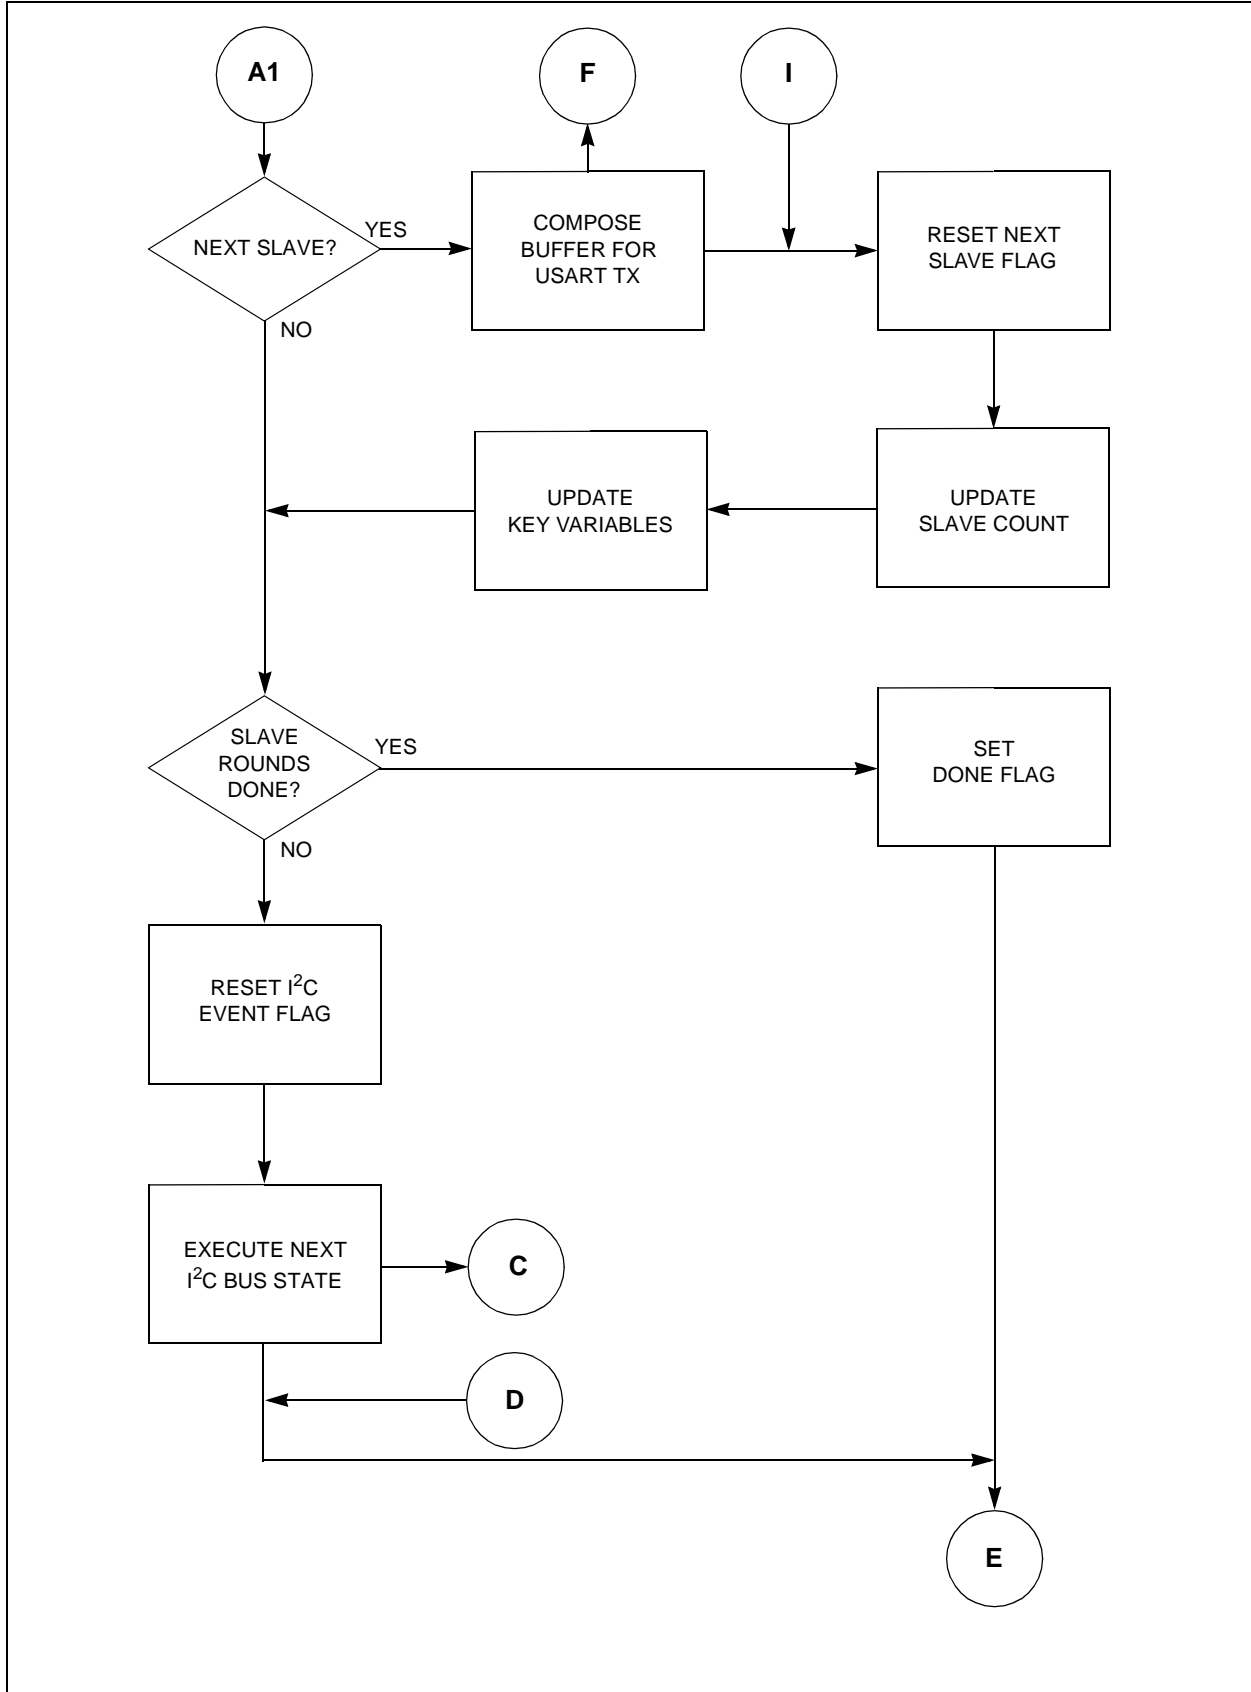 A1
F
I
NEXT SLAVE?
YES
COMPOSE
BUFFER FOR
USART TX
RESET NEXT
SLAVE FLAG
NO
UPDATE
KEY VARIABLES
UPDATE
SLAVE COUNT
SLAVE
ROUNDS
DONE?
YES
SET
DONE FLAG
NO
RESET I²C
EVENT FLAG
EXECUTE NEXT
I²C BUS STATE
C
D
E